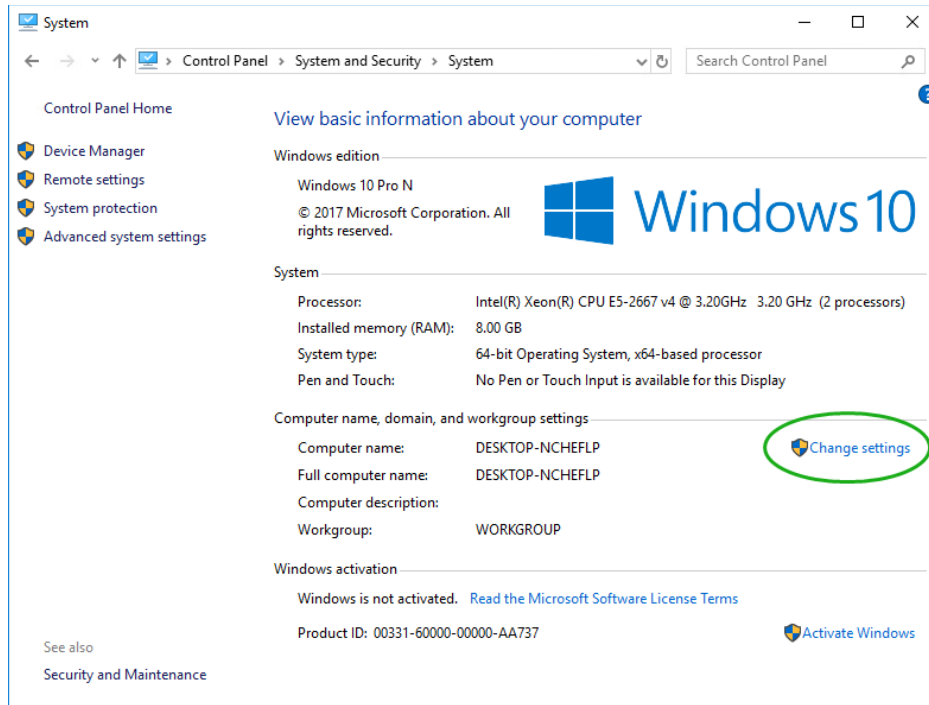 System
Control Panel > System and Security > System
Search Control Panel
Control Panel Home
Device Manager
Remote settings
System protection
Advanced system settings
See also
Security and Maintenance
?
View basic information about your computer
Windows edition
Windows 10 Pro N
© 2017 Microsoft Corporation. All
rights reserved.
Windows 10
System
Processor: Intel(R) Xeon(R) CPU E5-2667 v4 @ 3.20GHz 3.20 GHz (2 processors)
Installed memory (RAM): 8.00 GB
System type: 64-bit Operating System, x64-based processor
Pen and Touch: No Pen or Touch Input is available for this Display
Computer name, domain, and workgroup settings
Computer name: DESKTOP-NCHEFLP Change settings
Full computer name: DESKTOP-NCHEFLP
Computer description:
Workgroup: WORKGROUP
Windows activation
Windows is not activated. Read the Microsoft Software License Terms
Product ID: 00331-60000-00000-AA737 Activate Windows